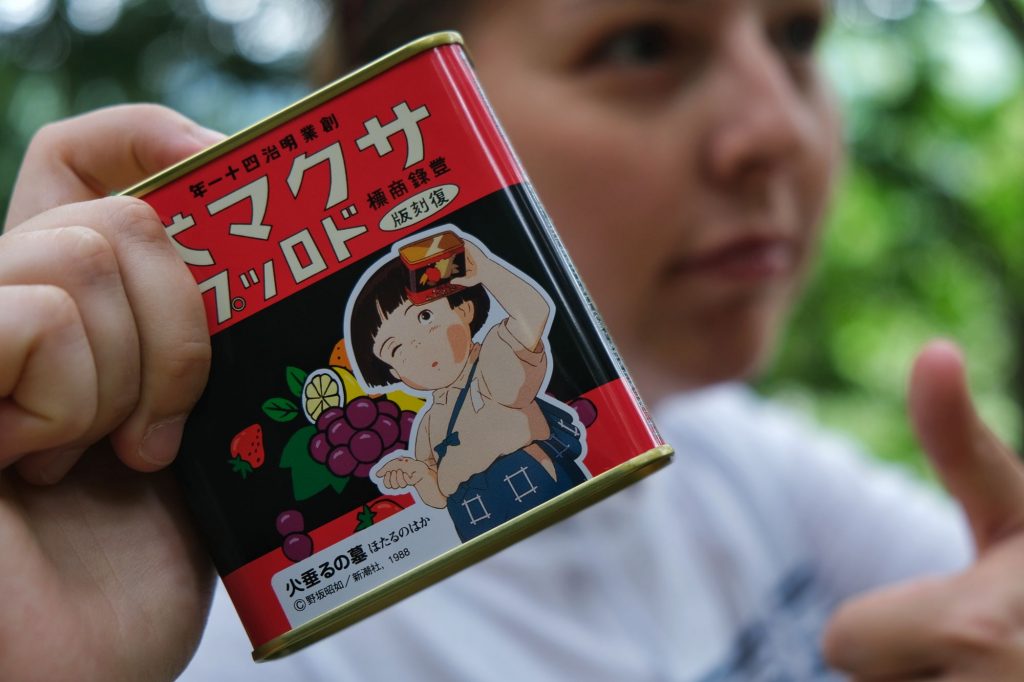 創業明治四十一年
サクマ
登録商標
ドロップ
復刻版
火垂るの墓 ほたるのはか
©野坂昭如/新潮社, 1988